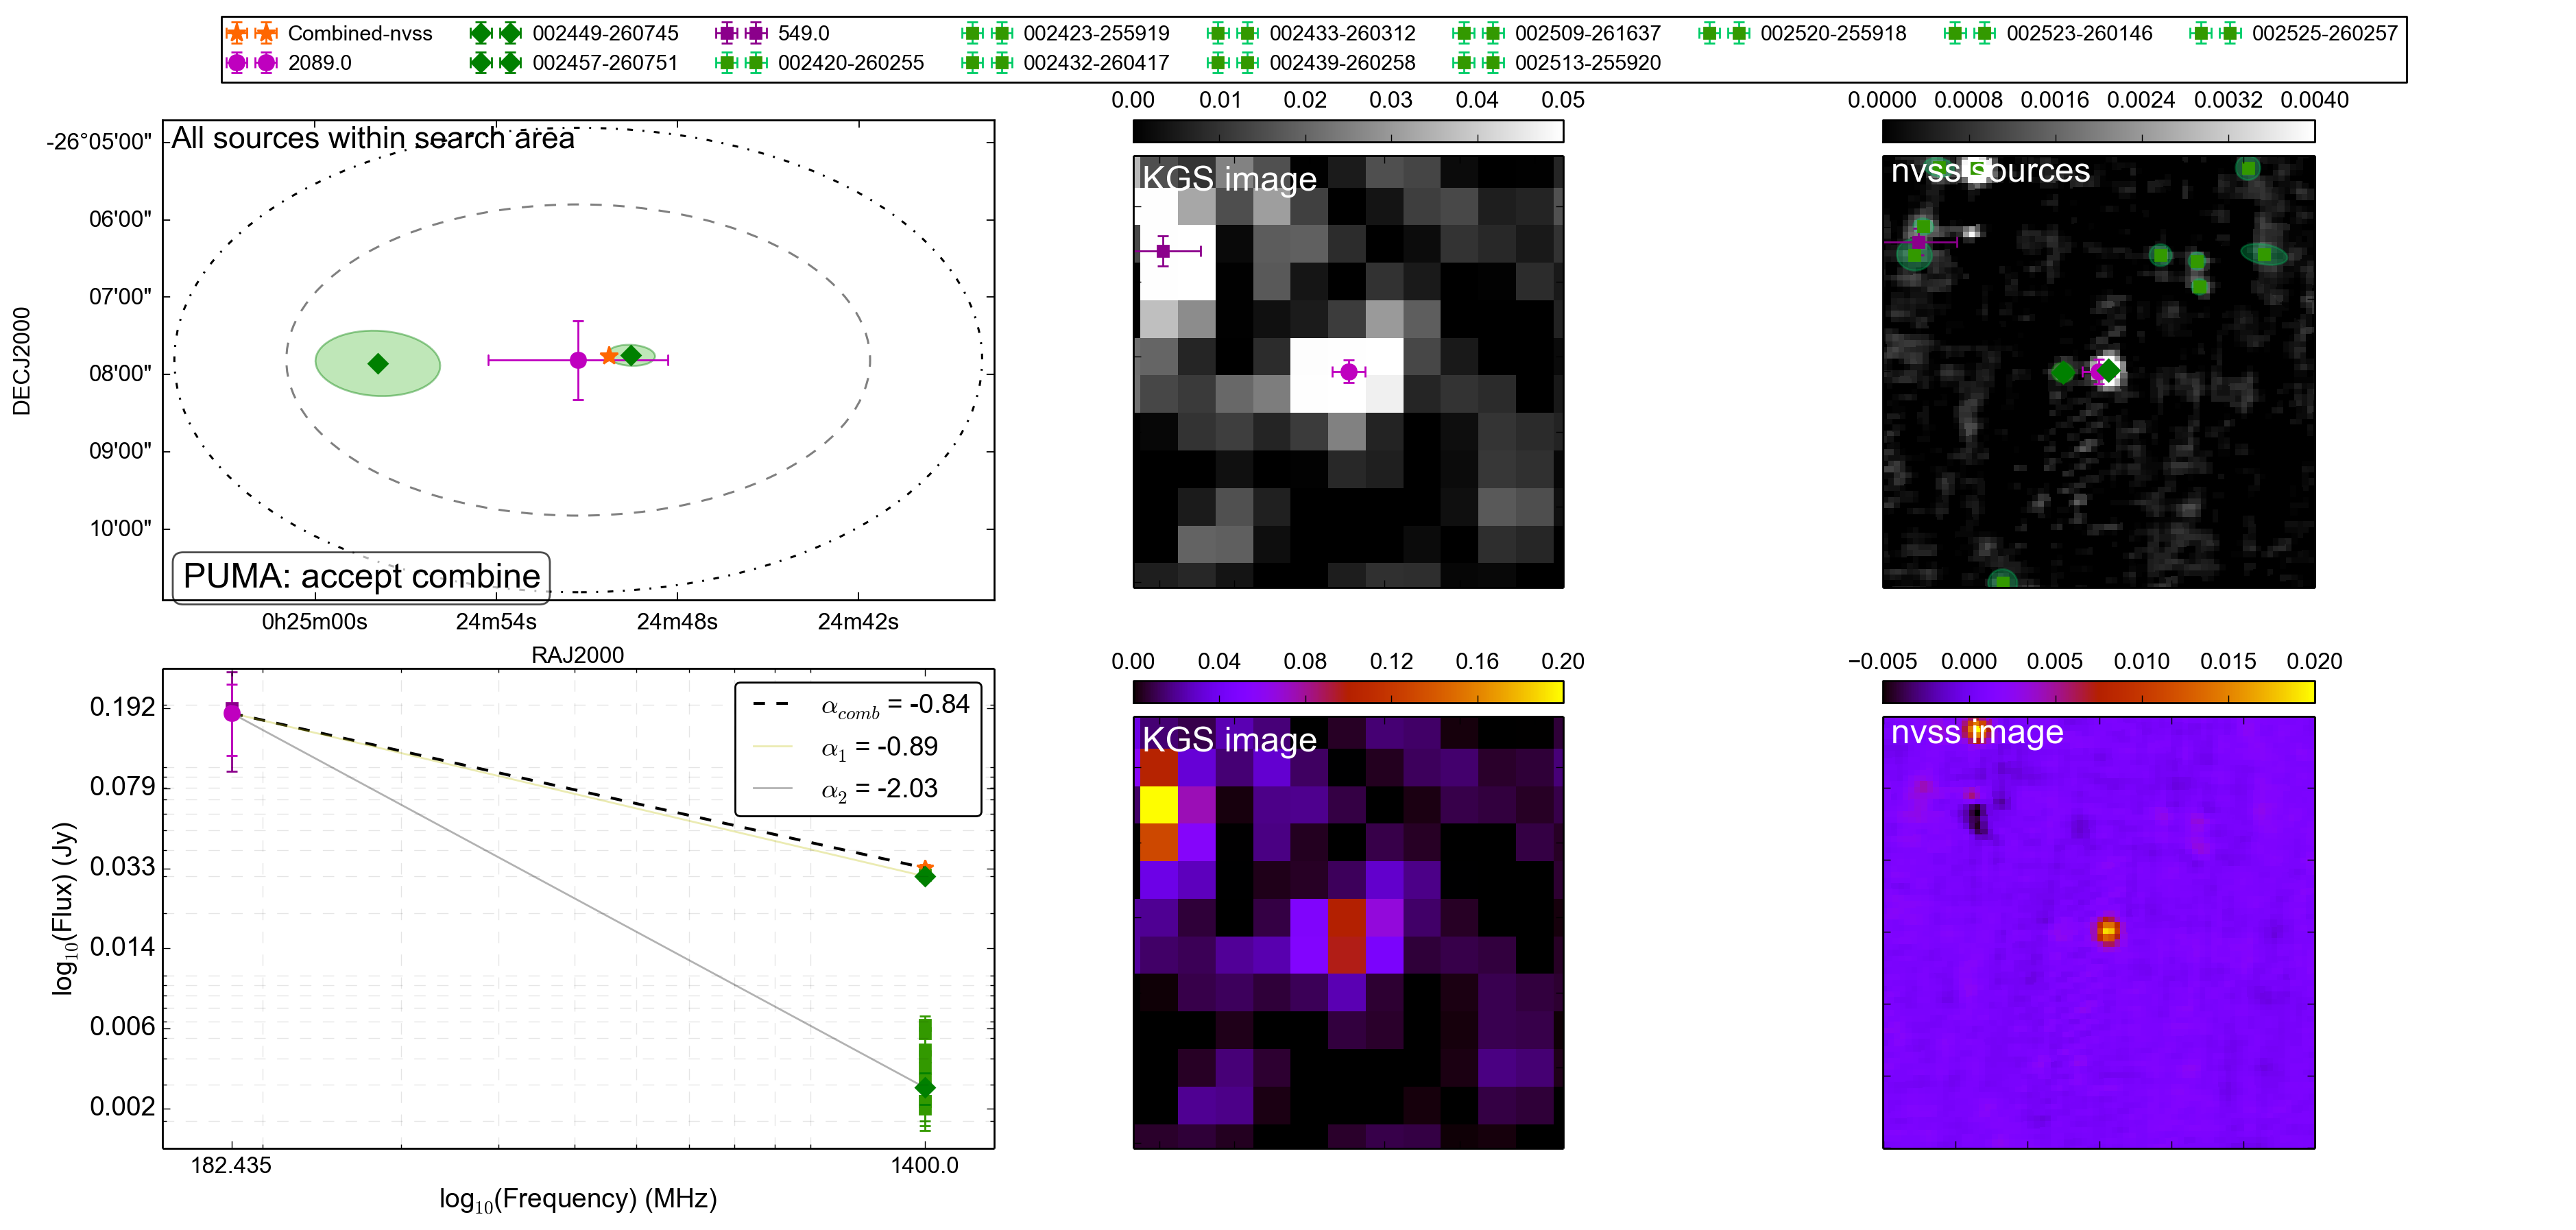 Combined-nvss 002449-260745 549.0 002423-255919 002433-260312 002509-261637 002520-255918 002523-260146 002525-260257
2089.0 002457-260751 002420-260255 002432-260417 002439-260258 002513-255920
0.00 0.01 0.02 0.03 0.04 0.05
0.0000 0.0008 0.0016 0.0024 0.0032 0.0040
All sources within search area
KGS image
nvss sources
-26°05'00"
06'00"
07'00"
08'00"
09'00"
10'00"
DECJ2000
PUMA: accept combine
0h25m00s 24m54s 24m48s 24m42s
RAJ2000
0.00 0.04 0.08 0.12 0.16 0.20
−0.005 0.000 0.005 0.010 0.015 0.020
KGS image
nvss image
α_comb = -0.84
α_1 = -0.89
α_2 = -2.03
0.192
0.079
0.033
0.014
0.006
0.002
log_10(Flux) (Jy)
182.435 1400.0
log_10(Frequency) (MHz)